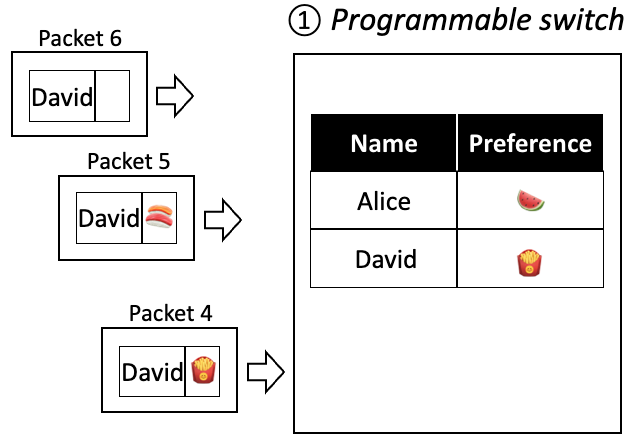 ① Programmable switch
Packet 6
David
Packet 5
David
Packet 4
David
Name Preference
Alice
David